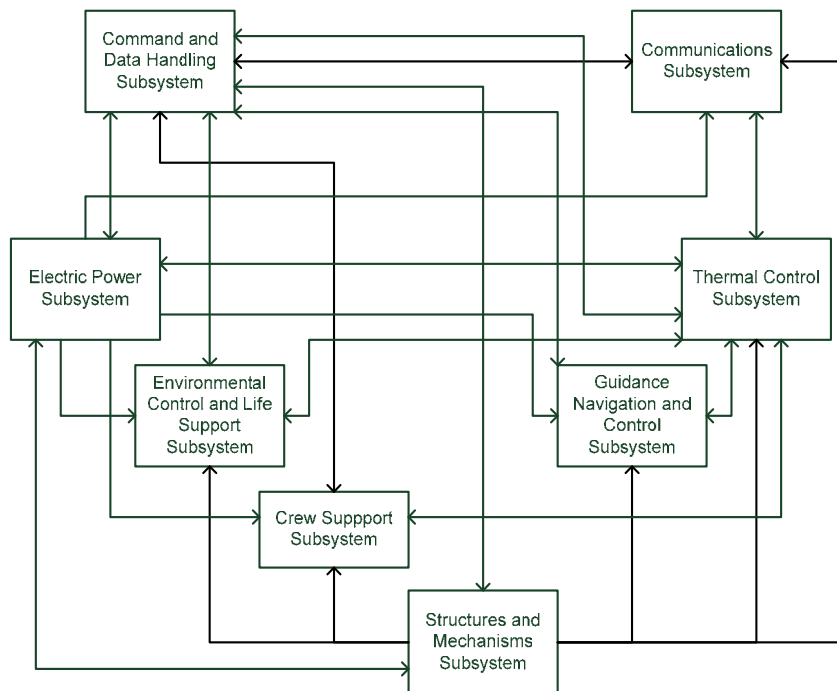 Command and
Data Handling
Subsystem
Communications
Subsystem
Electric Power
Subsystem
Thermal Control
Subsystem
Environmental
Control and Life
Support
Subsystem
Guidance
Navigation and
Control
Subsystem
Crew Suppport
Subsystem
Structures and
Mechanisms
Subsystem